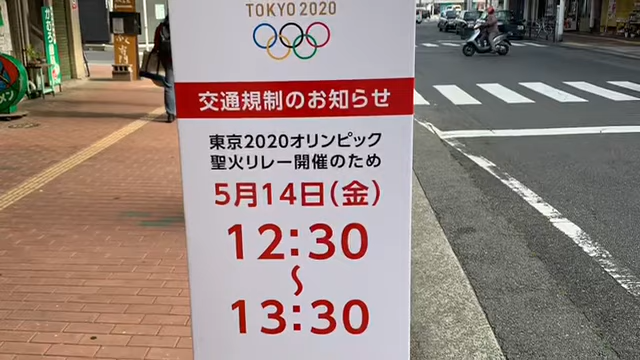 TOKYO 2020
交通規制のお知らせ
東京2020オリンピック
聖火リレー開催のため
5月14日(金)
12:30
～
13:30